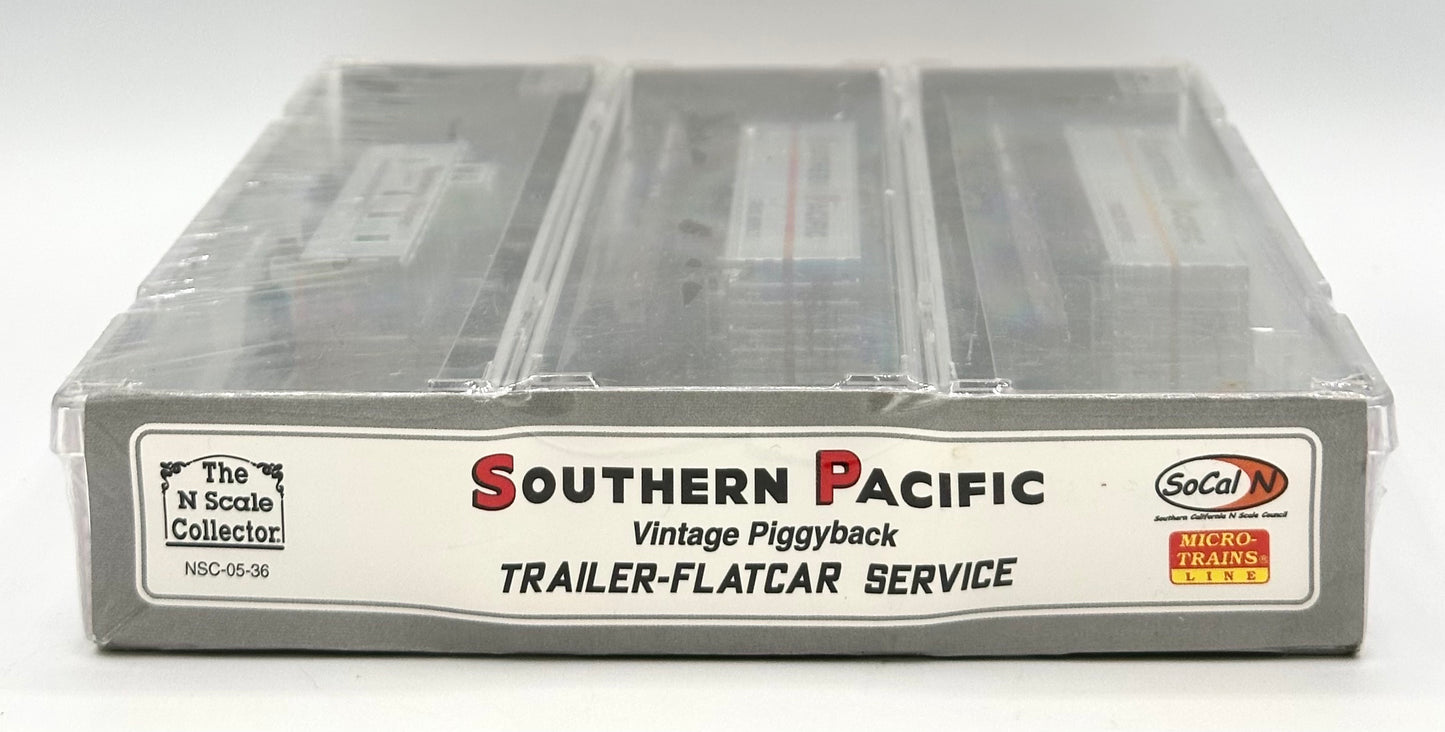 The
N Scale
Collector.
NSC-05-36
SOUTHERN PACIFIC
Vintage Piggyback
TRAILER-FLATCAR SERVICE
SoCal N
Southern California N Scale Council
MICRO-
TRAINS®
LINE